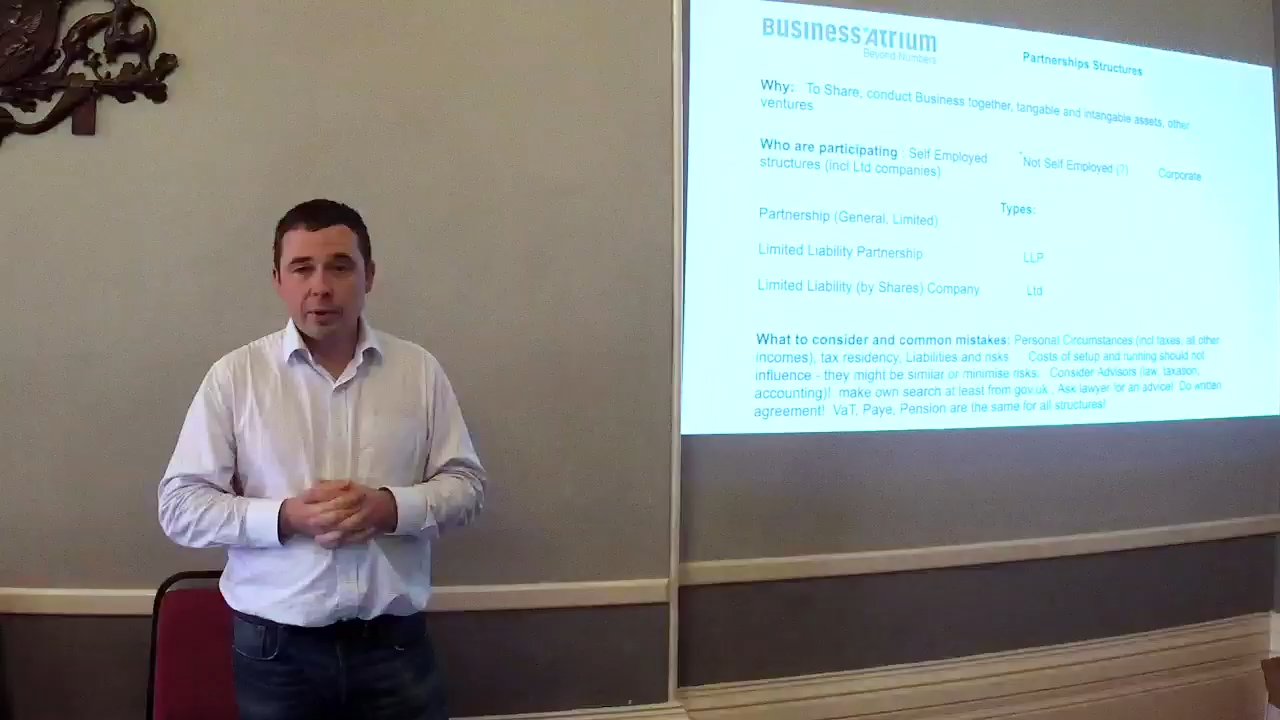 Business Atrium
Beyond Numbers
Partnerships Structures
Why: To Share, conduct Business together, tangable and intangable assets, other
ventures
Who are participating : Self Employed Not Self Employed (?) Corporate
structures (incl Ltd companies)
Types:
Partnership (General, Limited)
Limited Liability Partnership LLP
Limited Liability (by Shares) Company Ltd
What to consider and common mistakes: Personal Circumstances (incl taxes, all other
incomes), tax residency, Liabilities and risks Costs of setup and running should not
influence - they might be similar or minimise risks. Consider Advisors (law, taxation,
accounting)! make own search at least from gov.uk , Ask lawyer for an advice! Do written
agreement! VaT, Paye, Pension are the same for all structures!